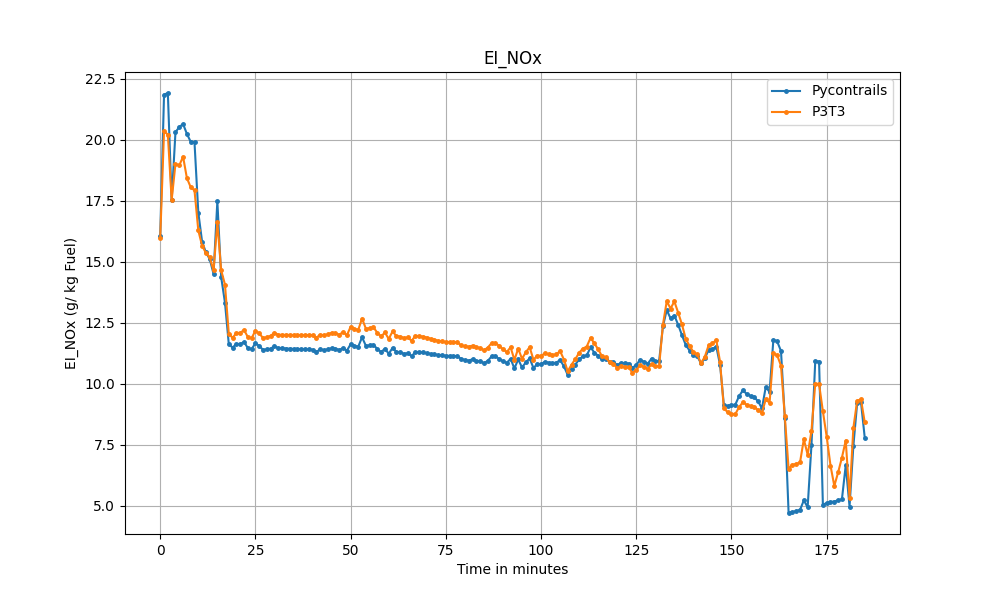 EI_NOx
Pycontrails
P3T3
EI_NOx (g/ kg Fuel)
22.5
20.0
17.5
15.0
12.5
10.0
7.5
5.0
0 25 50 75 100 125 150 175
Time in minutes